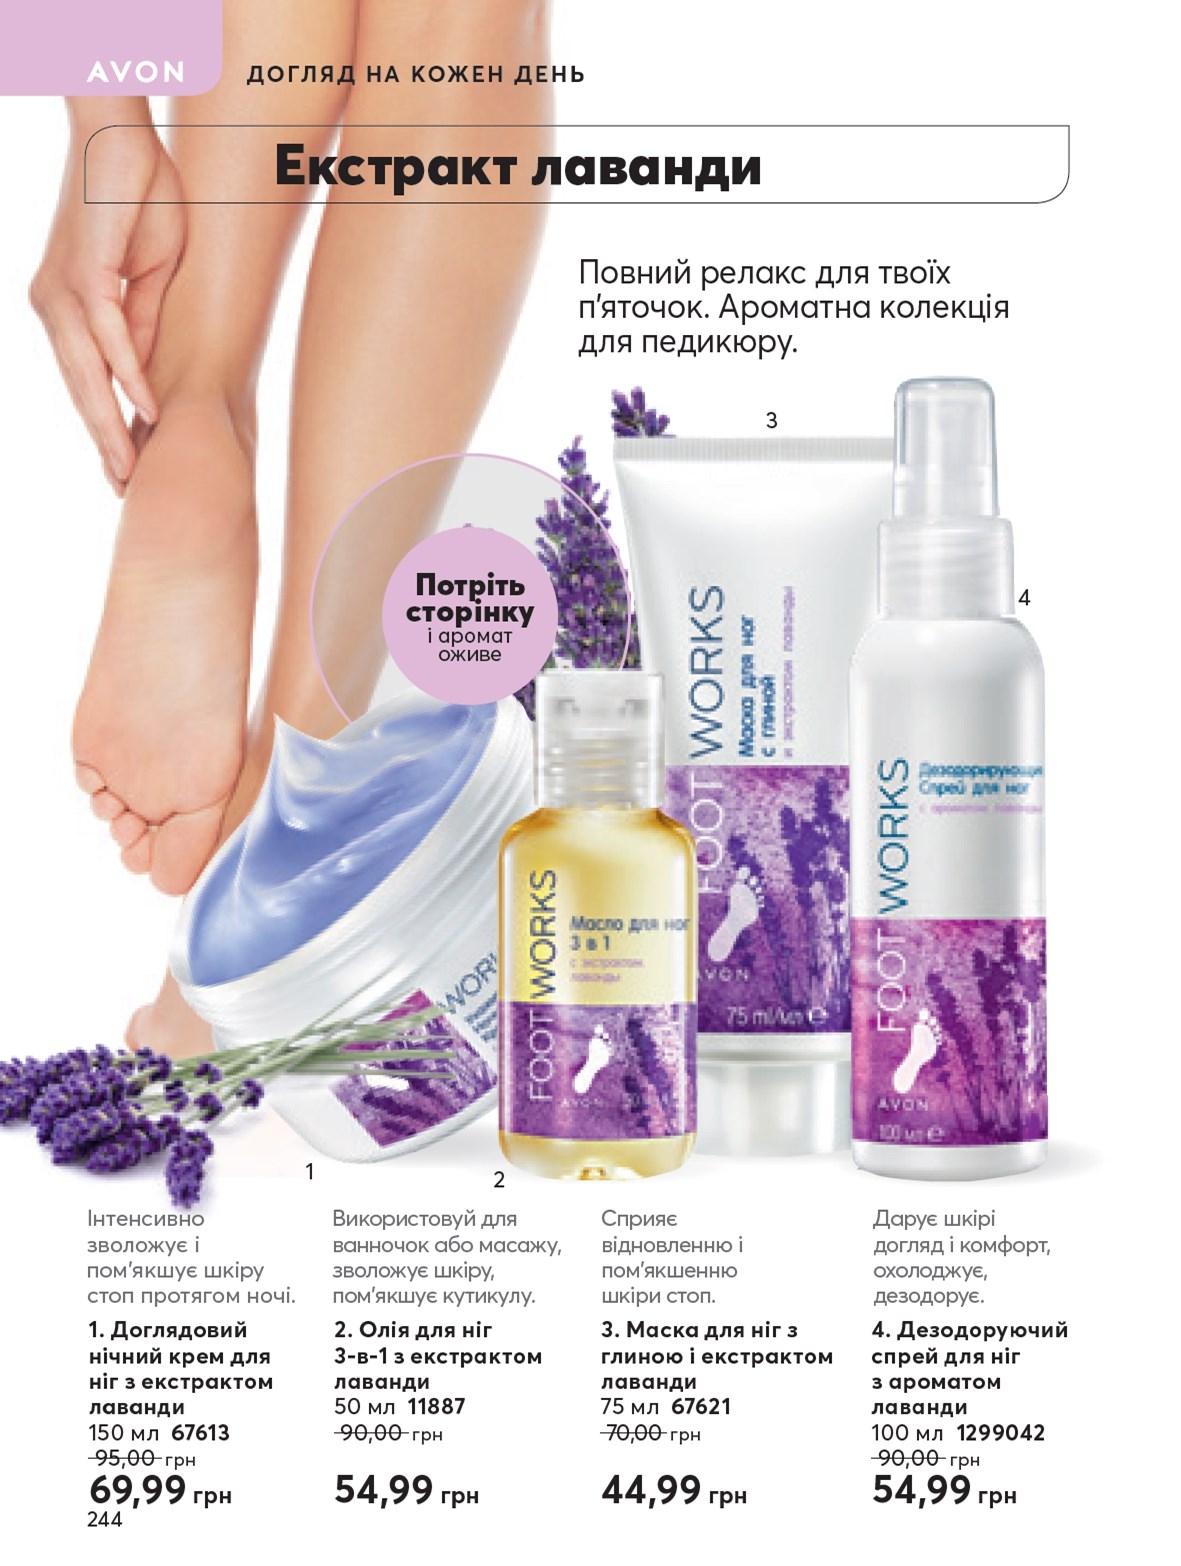 AVON
ДОГЛЯД НА КОЖЕН ДЕНЬ
Екстракт лаванди
Повний релакс для твоїх
п'яточок. Ароматна колекція
для педикюру.
3
4
Потріть
сторінку
і аромат
оживе
WORKS
FOOT WORKS
Масло для ног
3 в 1
с экстрактом
лаванды
AVON
FOOT WORKS
Маска для ног
с глиной
и экстрактом лаванды
AVON
75 ml/мл e
FOOT WORKS
Дезодорирующий
Спрей для ног
с ароматом лаванды
AVON
100 мл e
1
2
Інтенсивно
зволожує і
пом'якшує шкіру
стоп протягом ночі.
1. Доглядовий
нічний крем для
ніг з екстрактом
лаванди
150 мл 67613
95,00 грн
69,99 грн
Використовуй для
ванночок або масажу,
зволожує шкіру,
пом'якшує кутикулу.
2. Олія для ніг
3-в-1 з екстрактом
лаванди
50 мл 11887
90,00 грн
54,99 грн
Сприяє
відновленню і
пом'якшенню
шкіри стоп.
3. Маска для ніг з
глиною і екстрактом
лаванди
75 мл 67621
70,00 грн
44,99 грн
Дарує шкірі
догляд і комфорт,
охолоджує,
дезодорує.
4. Дезодоруючий
спрей для ніг
з ароматом
лаванди
100 мл 1299042
90,00 грн
54,99 грн
244